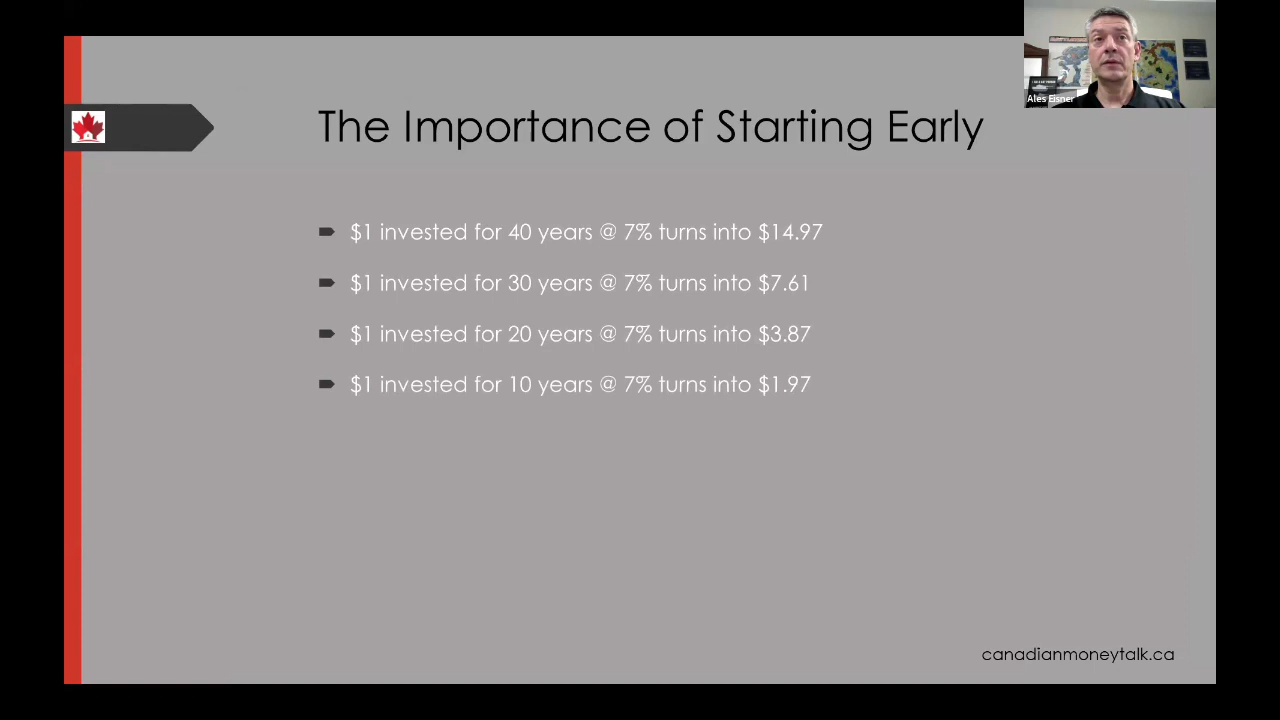 Ales Eisner
The Importance of Starting Early
$1 invested for 40 years @ 7% turns into $14.97
$1 invested for 30 years @ 7% turns into $7.61
$1 invested for 20 years @ 7% turns into $3.87
$1 invested for 10 years @ 7% turns into $1.97
canadianmoneytalk.ca